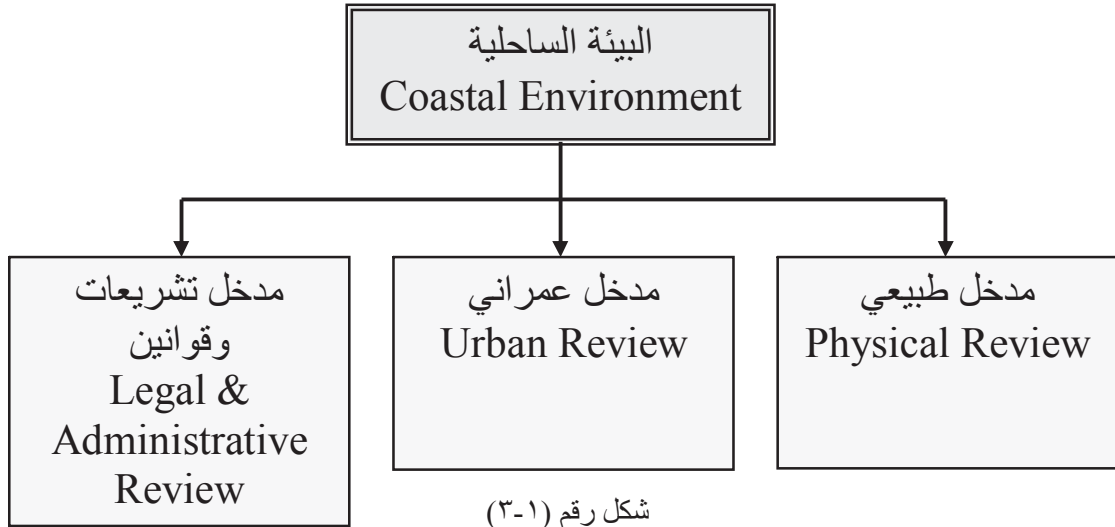 البيئة الساحلية
Coastal Environment
مدخل طبيعي
Physical Review
مدخل عمراني
Urban Review
مدخل تشريعات
وقوانين
Legal &
Administrative
Review
شكل رقم (١-٣)